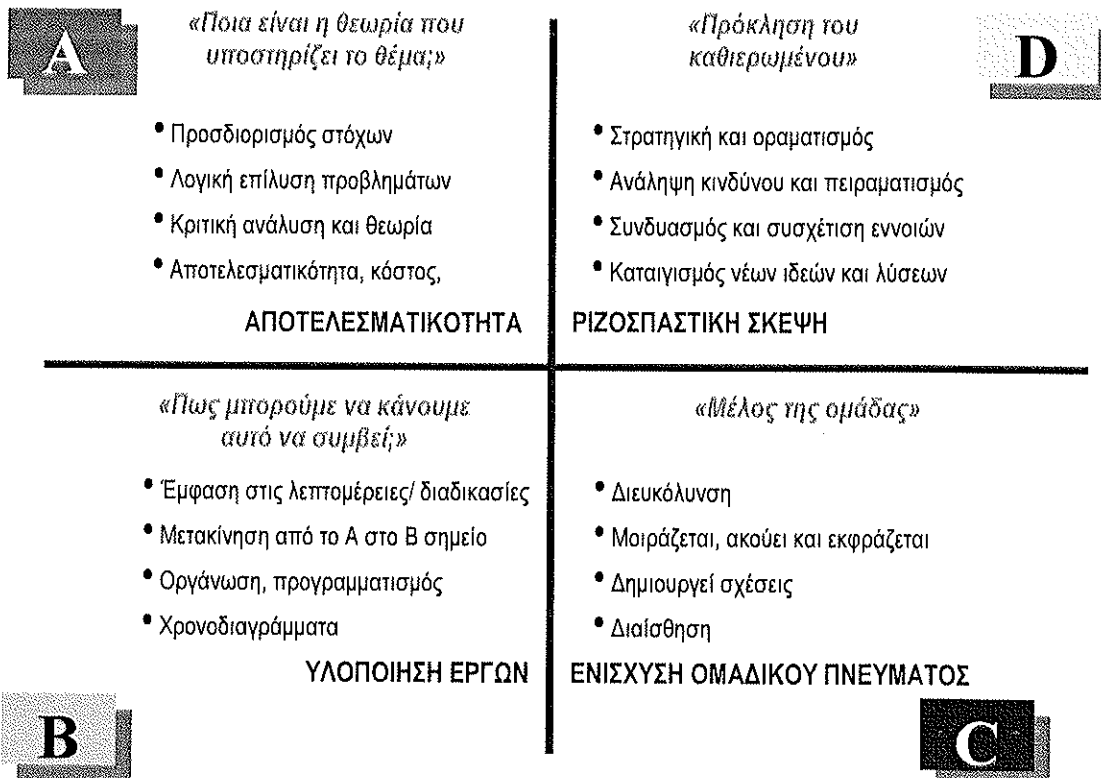 A
«Ποια είναι η θεωρία που
υποστηρίζει το θέμα;»
• Προσδιορισμός στόχων
• Λογική επίλυση προβλημάτων
• Κριτική ανάλυση και θεωρία
• Αποτελεσματικότητα, κόστος,
ΑΠΟΤΕΛΕΣΜΑΤΙΚΟΤΗΤΑ
«Πρόκληση του
καθιερωμένου»
D
• Στρατηγική και οραματισμός
• Ανάληψη κινδύνου και πειραματισμός
• Συνδυασμός και συσχέτιση εννοιών
• Καταιγισμός νέων ιδεών και λύσεων
ΡΙΖΟΣΠΑΣΤΙΚΗ ΣΚΕΨΗ
«Πως μπορούμε να κάνουμε
αυτό να συμβεί;»
• Έμφαση στις λεπτομέρειες/ διαδικασίες
• Μετακίνηση από το Α στο Β σημείο
• Οργάνωση, προγραμματισμός
• Χρονοδιαγράμματα
ΥΛΟΠΟΙΗΣΗ ΕΡΓΩΝ
B
«Μέλος της ομάδας»
• Διευκόλυνση
• Μοιράζεται, ακούει και εκφράζεται
• Δημιουργεί σχέσεις
• Διαίσθηση
ΕΝΙΣΧΥΣΗ ΟΜΑΔΙΚΟΥ ΠΝΕΥΜΑΤΟΣ
C